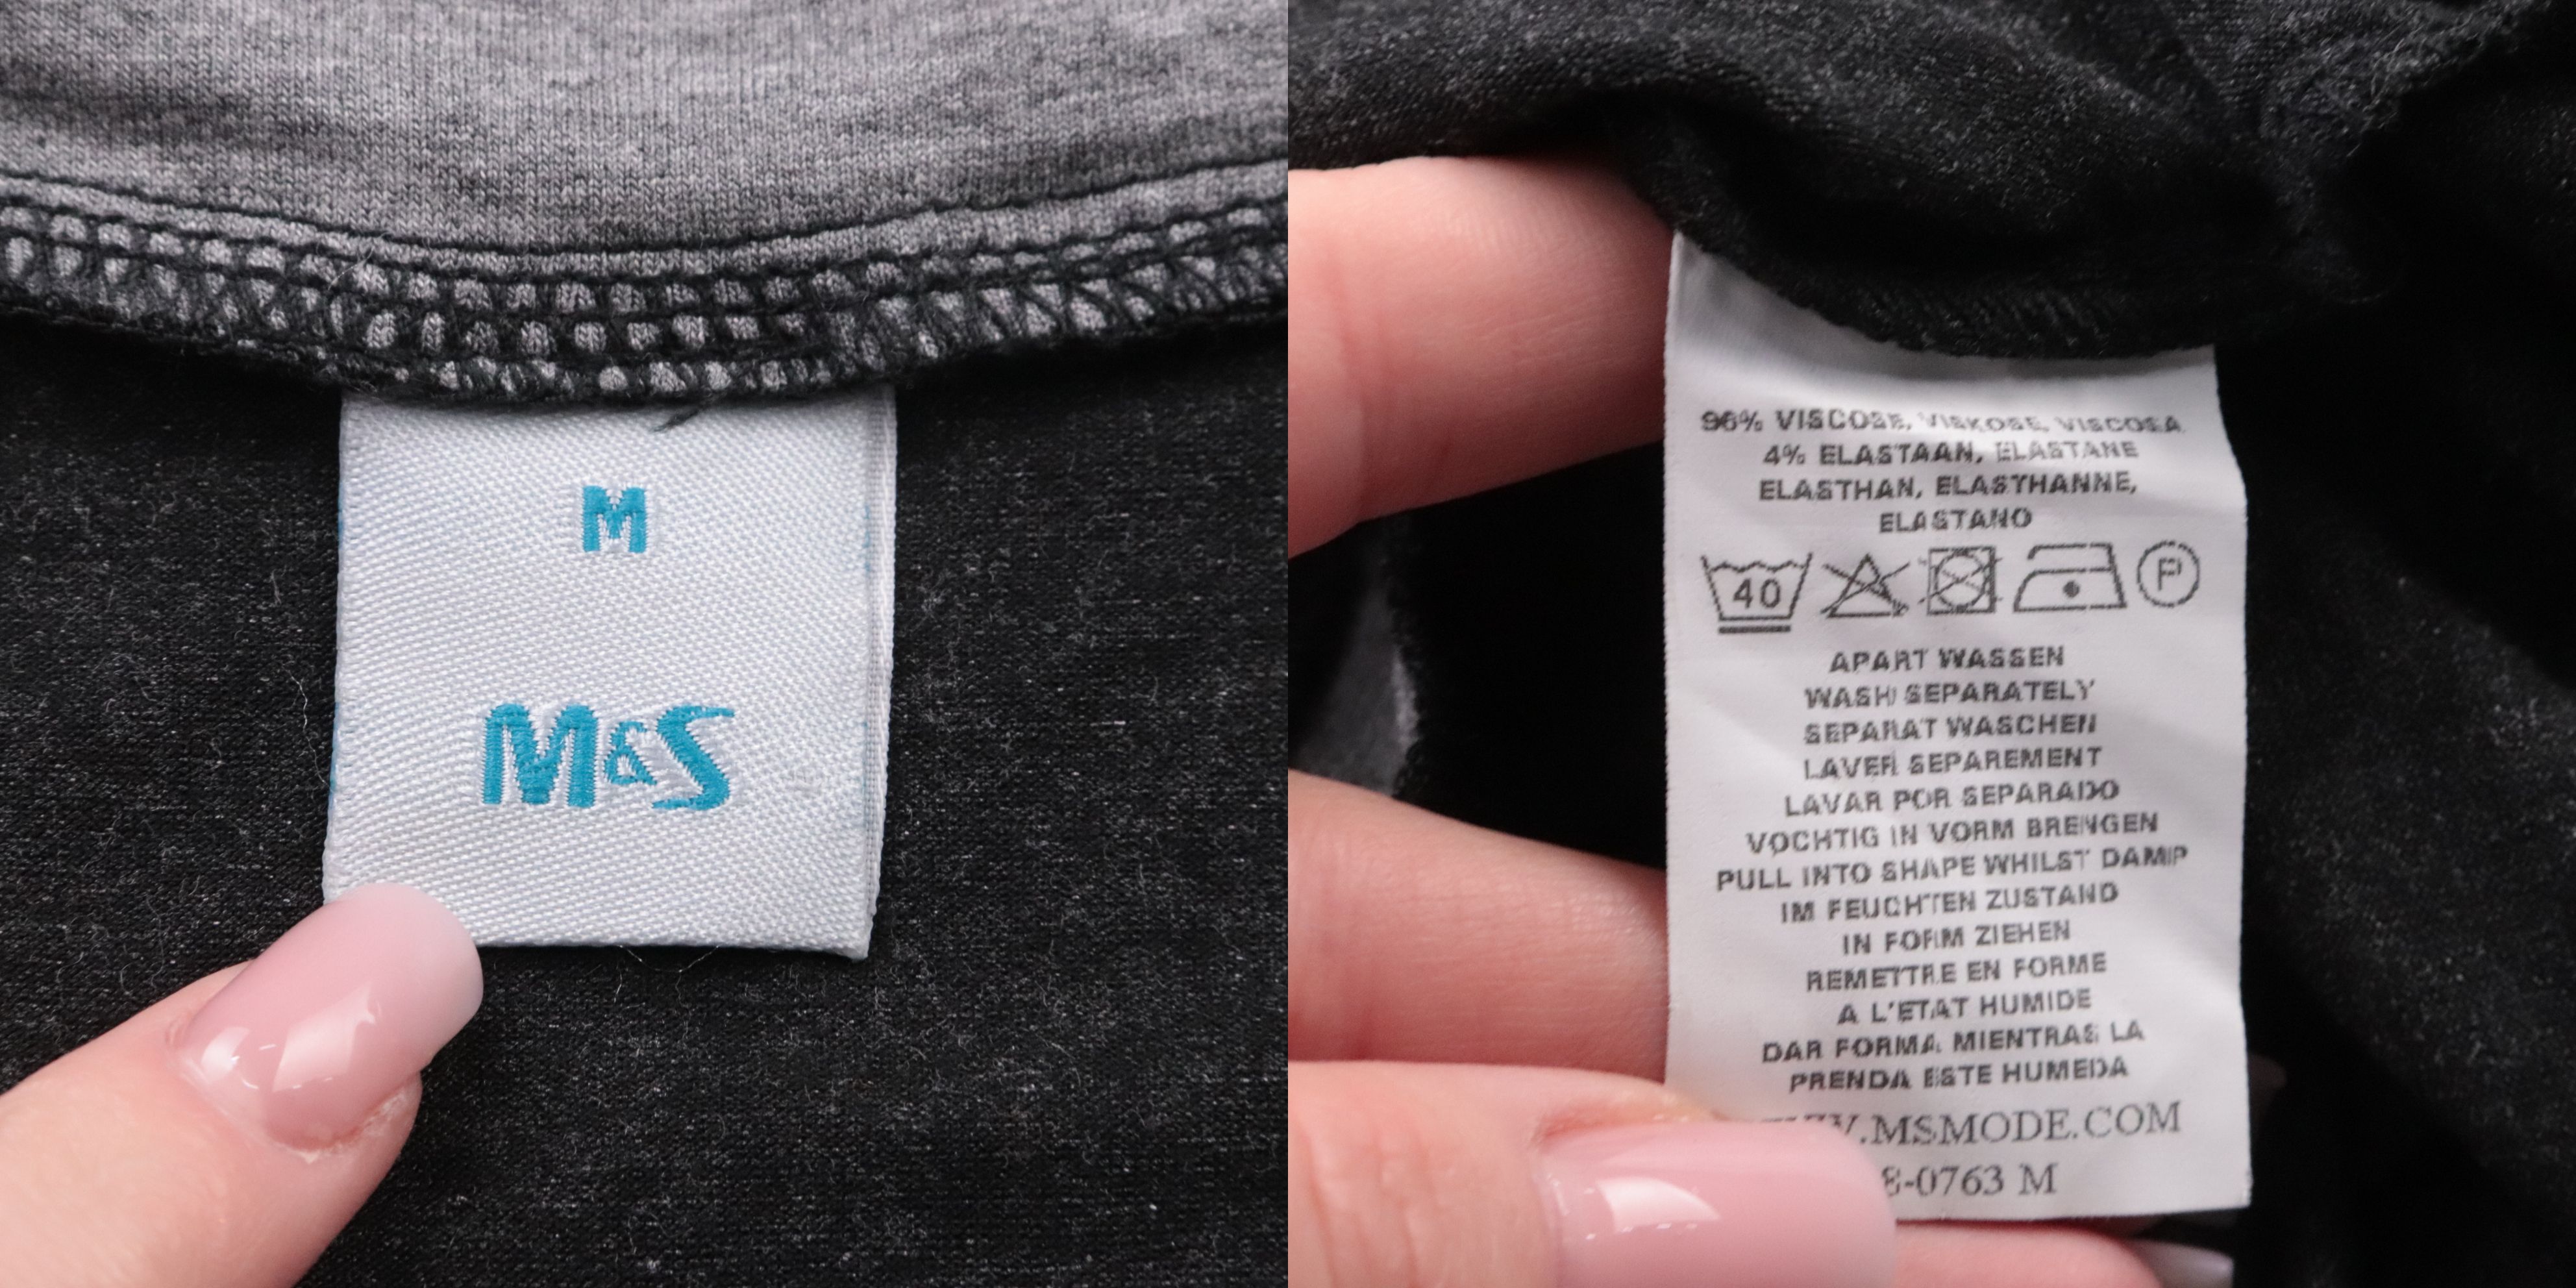 M
M&S
96% VISCOSE, VISKOSE, VISCOSA
4% ELASTAAN, ELASTANE
ELASTHAN, ELASTHANNE,
ELASTANO
40 P
APART WASSEN
WASH SEPARATELY
SEPARAT WASCHEN
LAVER SEPAREMENT
LAVAR POR SEPARADO
VOCHTIG IN VORM BRENGEN
PULL INTO SHAPE WHILST DAMP
IM FEUCHTEN ZUSTAND
IN FORM ZIEHEN
REMETTRE EN FORME
A L'ETAT HUMIDE
DAR FORMA MIENTRAS LA
PRENDA ESTE HUMEDA
.MSMODE.COM
-0763 M